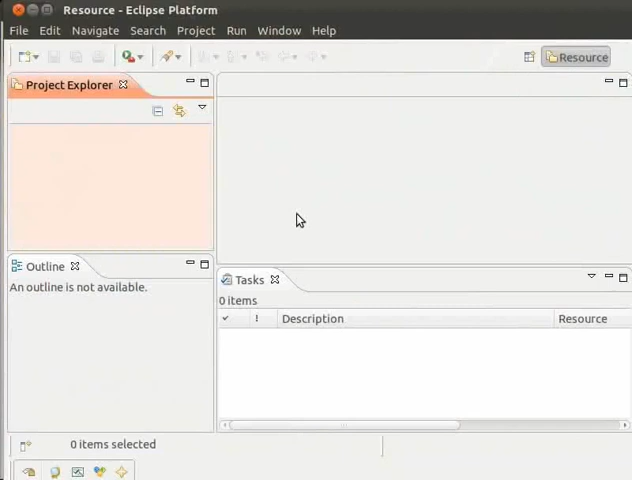 Resource - Eclipse Platform
File Edit Navigate Search Project Run Window Help
Resource
Project Explorer
Outline
An outline is not available.
Tasks
0 items
! Description Resource
0 items selected